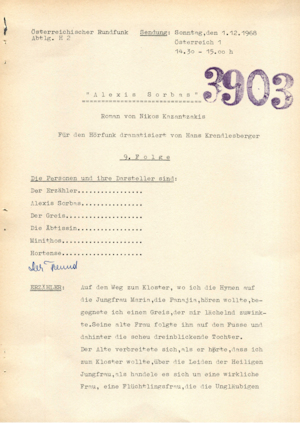 Österreichischer Rundfunk
Abtlg. H 2
Sendung: Sonntag, den 1.12.1968
Österreich 1
14.30 - 15.00 h
"Alexis Sorbas"
3903
Roman von Nikos Kazantzakis
Für den Hörfunk dramatisiert von Hans Krendlesberger
9. Folge
Die Personen und ihre Darsteller sind:
Der Erzähler.................
Alexis Sorbas................
Der Greis....................
Die Äbtissin.................
Mimithos.....................
Hortense.....................
der Freund
ERZÄHLER: Auf dem Weg zum Kloster, wo ich die Hymen auf
die Jungfrau Maria, die Panajia, hören wollte, be-
gegnete ich einem Greis, der mir lächelnd zuwink-
te. Seine alte Frau folgte ihm auf dem Fusse und
dahinter die scheu dreinblickende Tochter.
Der Alte verbreitete sich, als er hörte, dass ich
zum Kloster wollte, über die Leiden der Heiligen
Jungfrau, als handele es sich um eine wirkliche
Frau, eine Flüchtlingsfrau, die die Ungläubigen